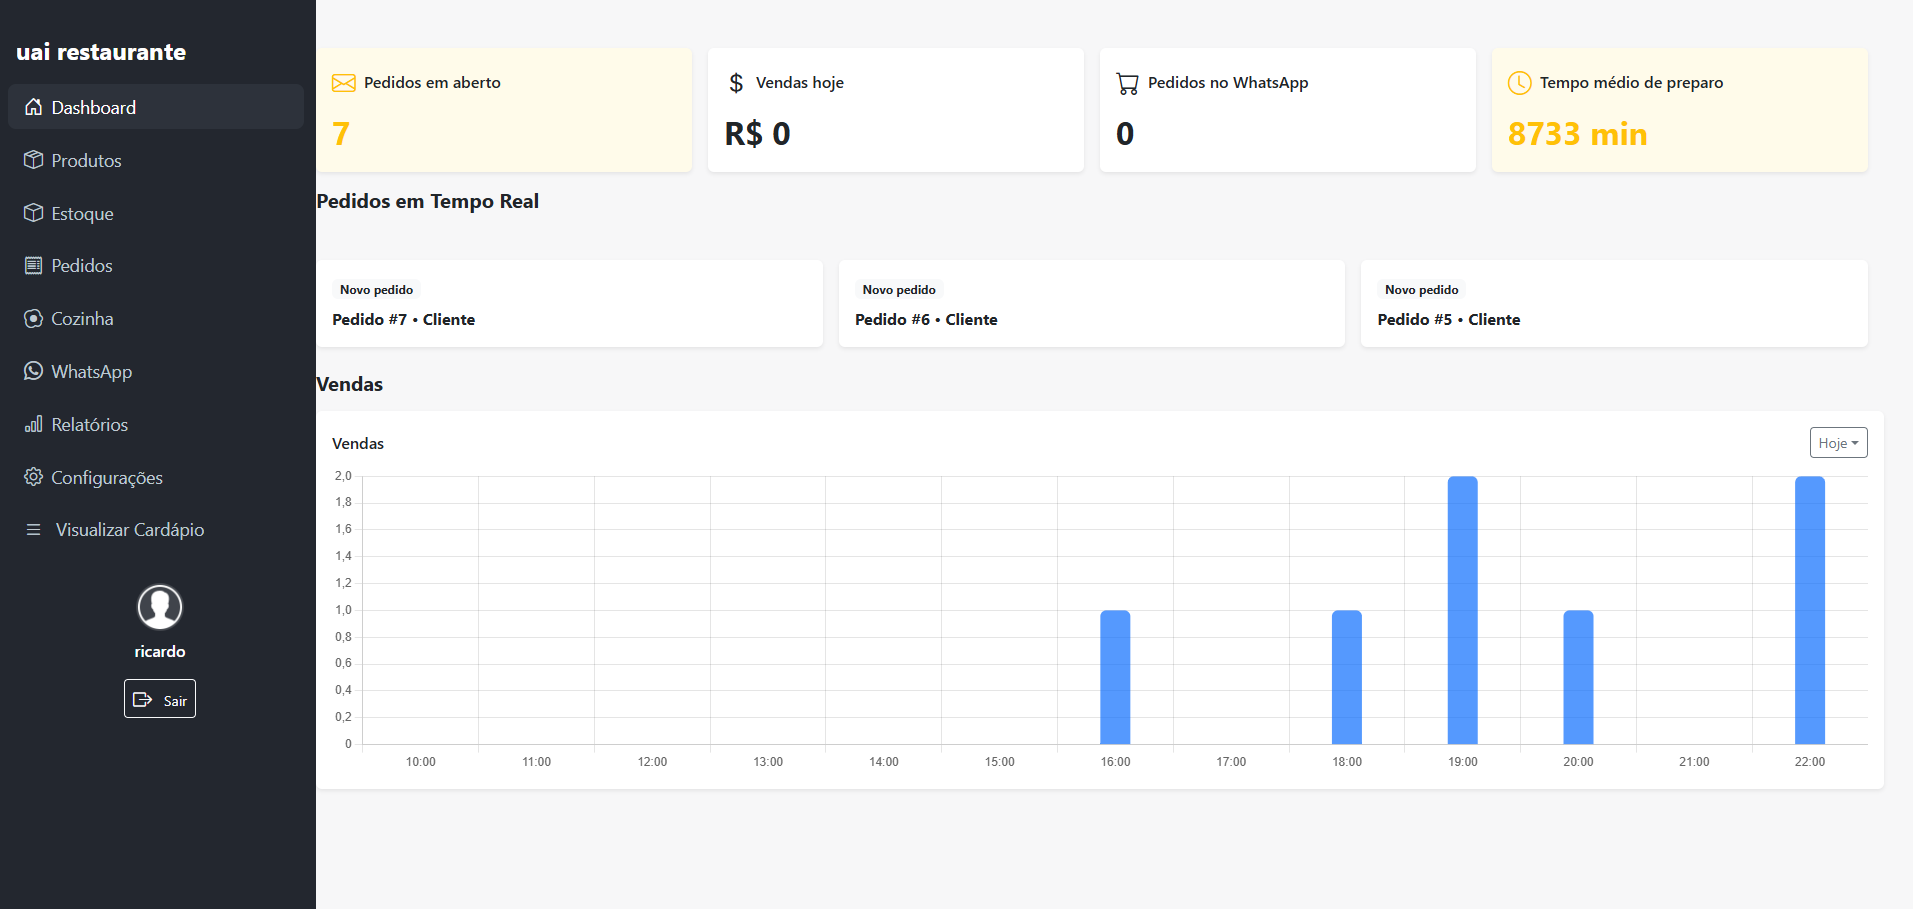 uai restaurante
Dashboard
Produtos
Estoque
Pedidos
Cozinha
WhatsApp
Relatórios
Configurações
Visualizar Cardápio
ricardo
Sair
Pedidos em aberto
7
Vendas hoje
R$ 0
Pedidos no WhatsApp
0
Tempo médio de preparo
8733 min
Pedidos em Tempo Real
Novo pedido
Pedido #7 • Cliente
Novo pedido
Pedido #6 • Cliente
Novo pedido
Pedido #5 • Cliente
Vendas
Vendas
Hoje
2,0
1,8
1,6
1,4
1,2
1,0
0,8
0,6
0,4
0,2
0
10:00 11:00 12:00 13:00 14:00 15:00 16:00 17:00 18:00 19:00 20:00 21:00 22:00